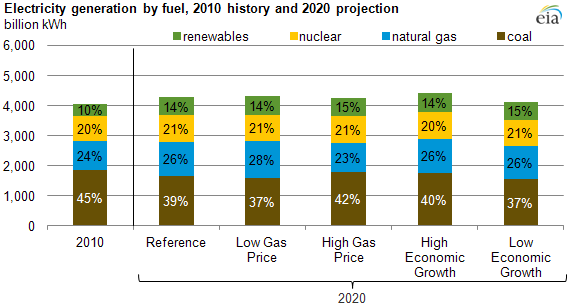 Electricity generation by fuel, 2010 history and 2020 projection
billion kWh
eia
renewables nuclear natural gas coal
6,000
5,000
4,000
3,000
2,000
1,000
0
10% 14% 14% 15% 14% 15%
20% 21% 21% 21% 20% 21%
24% 26% 28% 23% 26% 26%
45% 39% 37% 42% 40% 37%
2010 Reference Low Gas High Gas High Low
Price Price Economic Economic
Growth Growth
2020